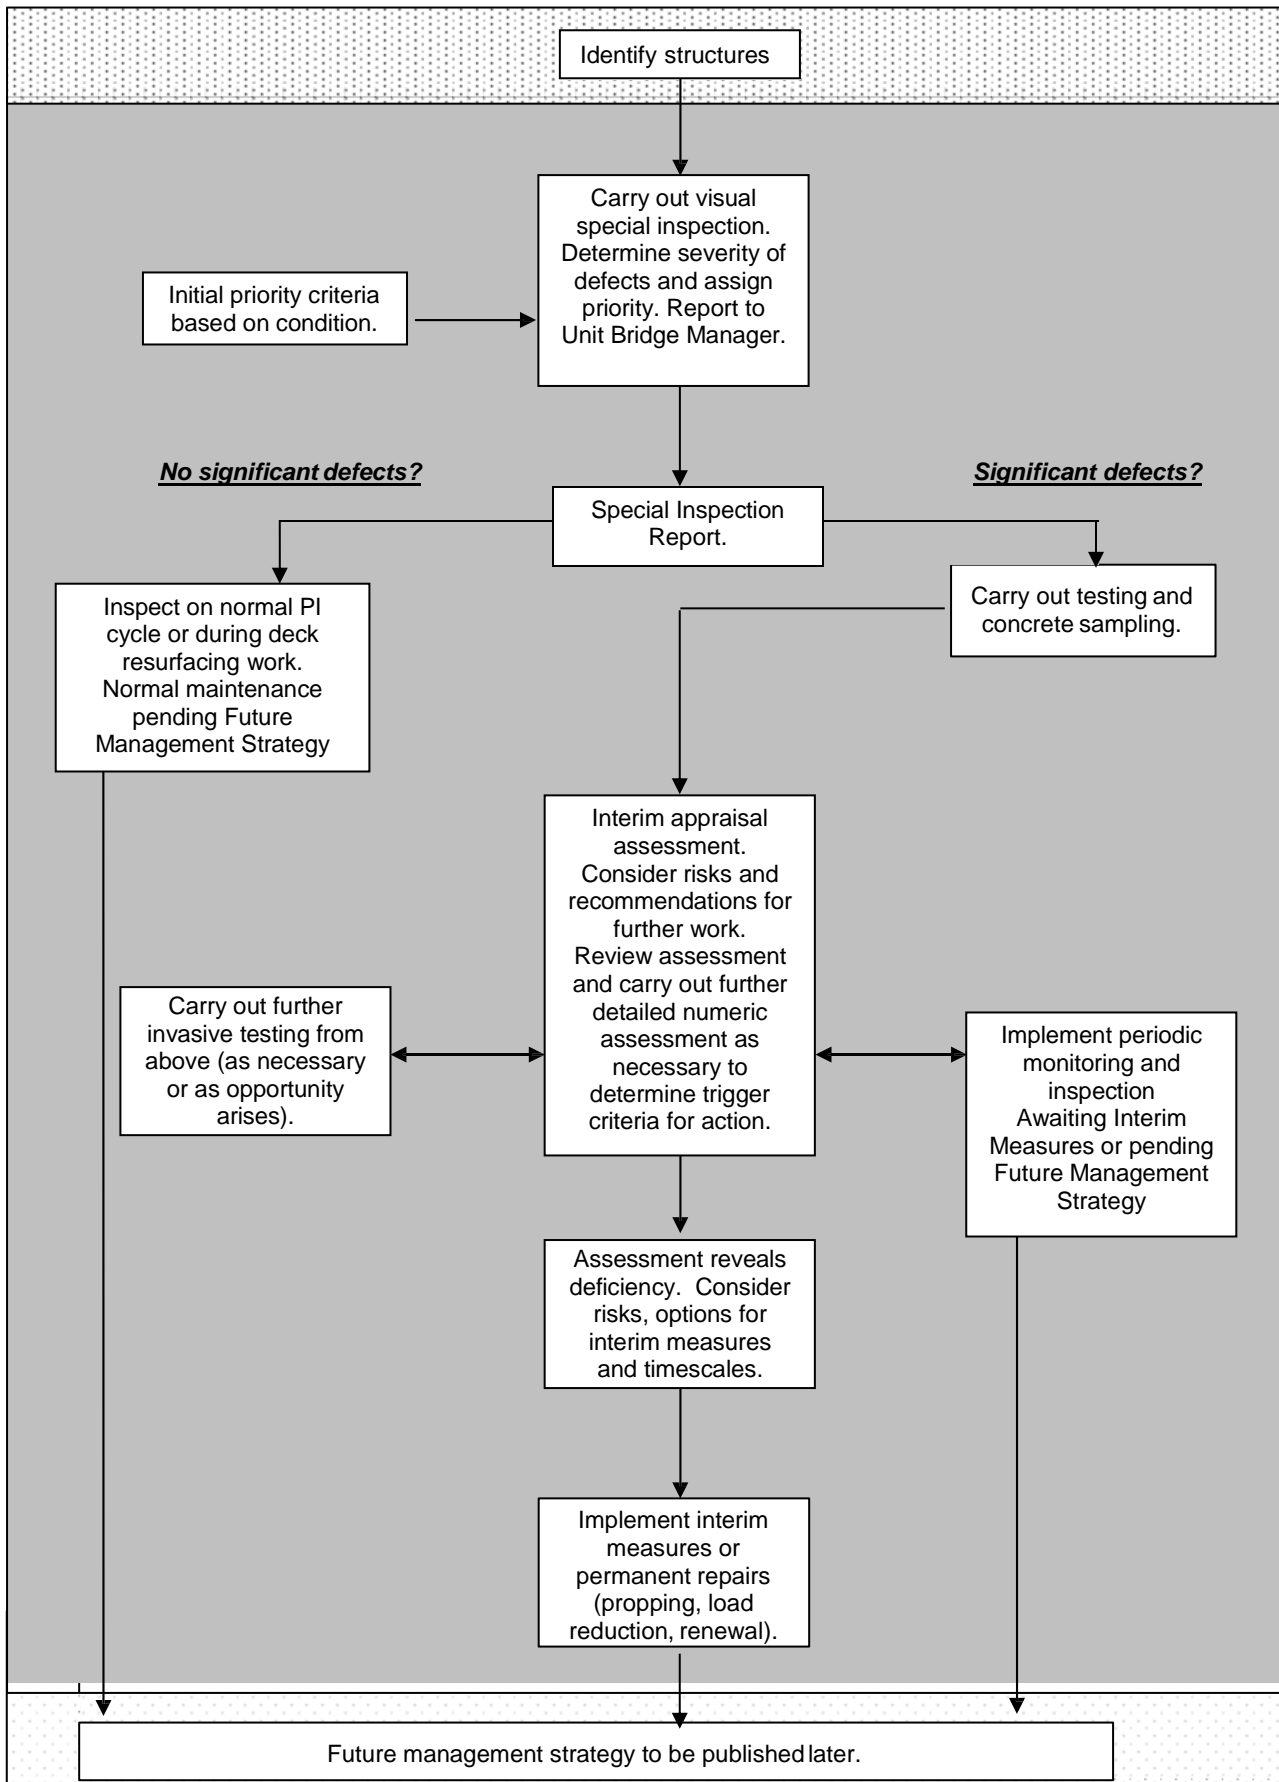 Identify structures
Carry out visual
special inspection.
Determine severity of
defects and assign
priority. Report to
Unit Bridge Manager.
Initial priority criteria
based on condition.
No significant defects?
Significant defects?
Special Inspection
Report.
Inspect on normal PI
cycle or during deck
resurfacing work.
Normal maintenance
pending Future
Management Strategy
Carry out testing and
concrete sampling.
Interim appraisal
assessment.
Consider risks and
recommendations for
further work.
Review assessment
and carry out further
detailed numeric
assessment as
necessary to
determine trigger
criteria for action.
Carry out further
invasive testing from
above (as necessary
or as opportunity
arises).
Implement periodic
monitoring and
inspection
Awaiting Interim
Measures or pending
Future Management
Strategy
Assessment reveals
deficiency. Consider
risks, options for
interim measures
and timescales.
Implement interim
measures or
permanent repairs
(propping, load
reduction, renewal).
Future management strategy to be published later.